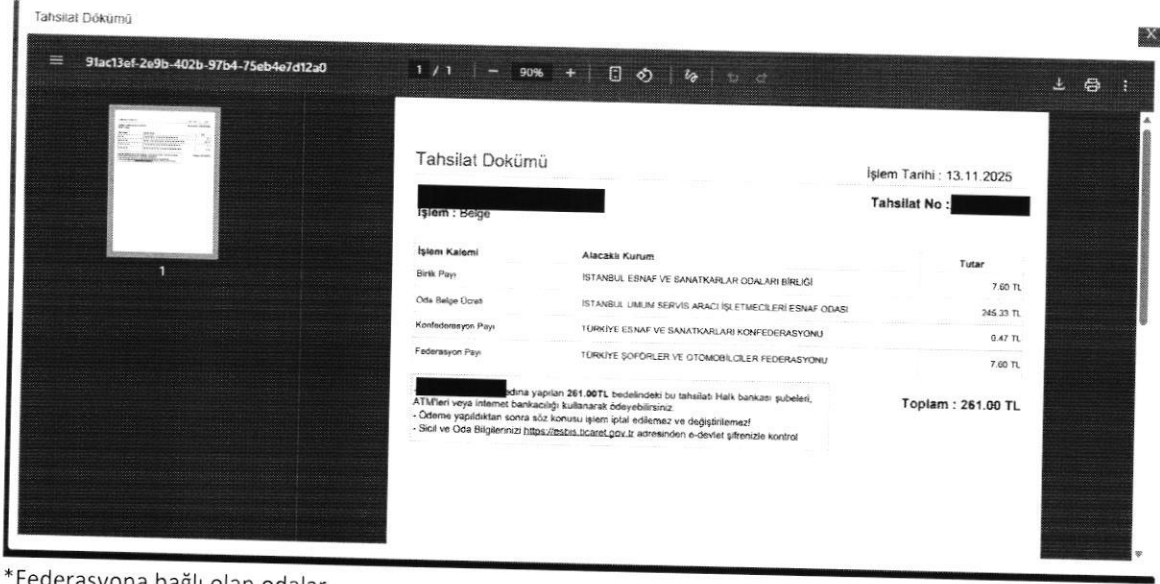 Tahsilat Dökümü
91ac13ef-2e9b-402b-97b4-75eb4e7d12a0
1 / 1
90%
1
Tahsilat Dokümü
İşlem Tarihi : 13.11.2025
Tahsilat No :
İşlem : Belge
İşlem Kalemi Alacaklı Kurum Tutar
Birlik Payı İSTANBUL ESNAF VE SANATKARLAR ODALARI BİRLİĞİ 7.60 TL
Oda Belge Ücreti İSTANBUL UMUM SERVİS ARACI İŞLETMECİLERİ ESNAF ODASI 245.33 TL
Konfederasyon Payı TÜRKİYE ESNAF VE SANATKARLARI KONFEDERASYONU 0.47 TL
Federasyon Payı TÜRKİYE ŞOFÖRLER VE OTOMOBİLCİLER FEDERASYONU 7.60 TL
adına yapılan 261.00TL bedelindeki bu tahsilatı Halk bankası şubeleri,
ATM'leri veya internet bankacılığı kullanarak ödeyebilirsiniz
- Ödeme yapıldıktan sonra söz konusu işlem iptal edilemez ve değiştirilemez!
- Sicil ve Oda Bilgilerinizi https://esbis.ticaret.gov.tr adresinden e-devlet şifrenizle kontrol
Toplam : 261.00 TL
*Federasyona bağlı olan odalar